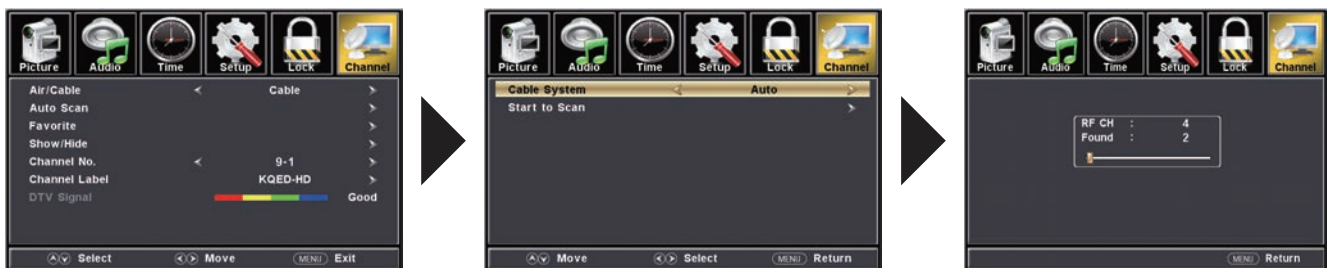 Picture Audio Time Setup Lock Channel
Air/Cable Cable
Auto Scan
Favorite
Show/Hide
Channel No. 9-1
Channel Label KQED-HD
DTV Signal Good
Select Move MENU Exit
Picture Audio Time Setup Lock Channel
Cable System Auto
Start to Scan
Move Select MENU Return
Picture Audio Time Setup Lock Channel
RF CH : 4
Found : 2
MENU Return